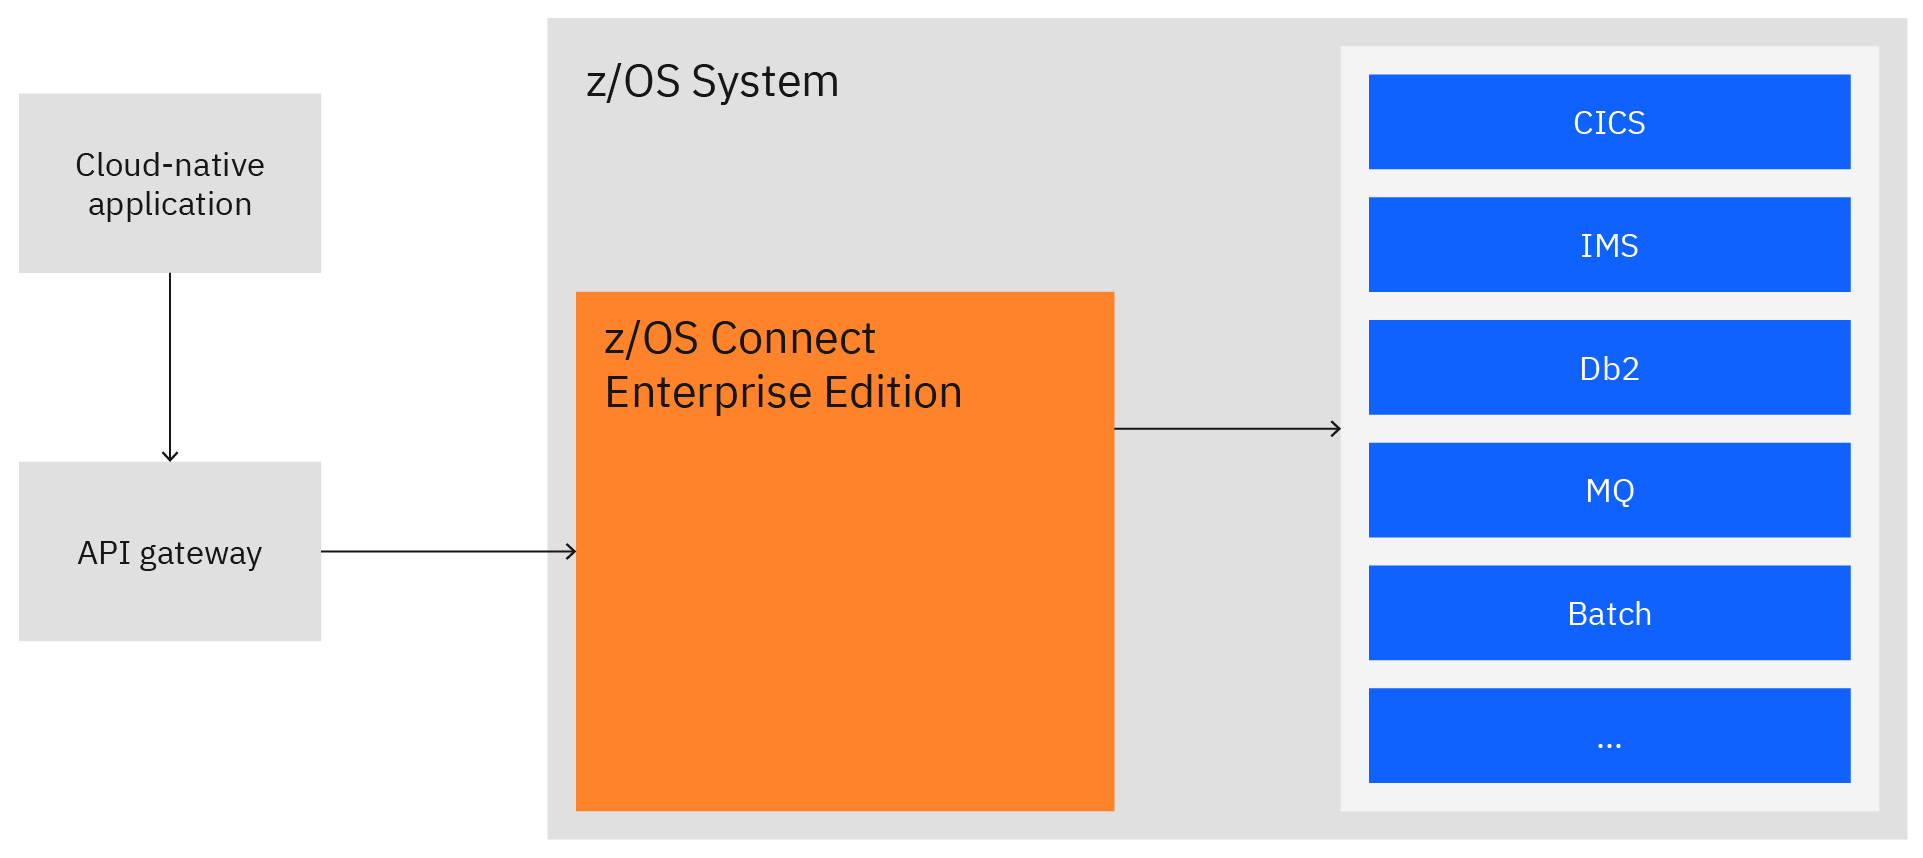 Cloud-native
application
API gateway
z/OS System
z/OS Connect
Enterprise Edition
CICS
IMS
Db2
MQ
Batch
...